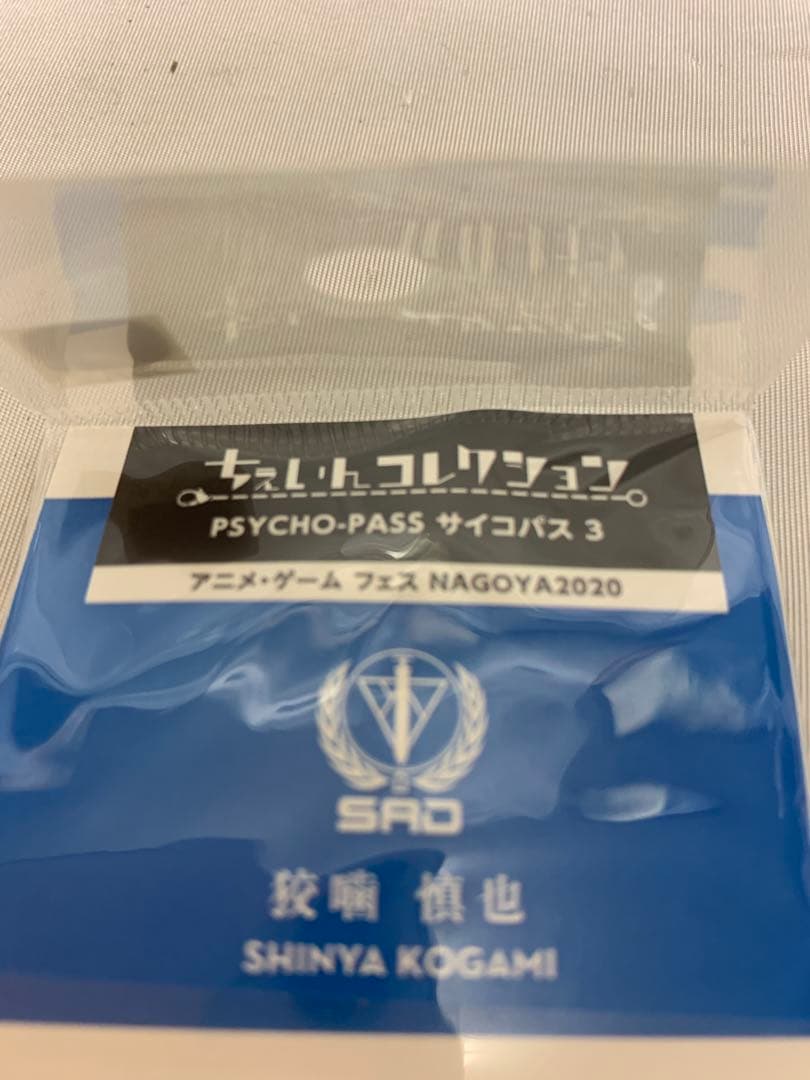 ちぇいんコレクション
PSYCHO-PASS サイコパス 3
アニメ・ゲーム フェス NAGOYA2020
SAD
狡噛 慎也
SHINYA KOGAMI